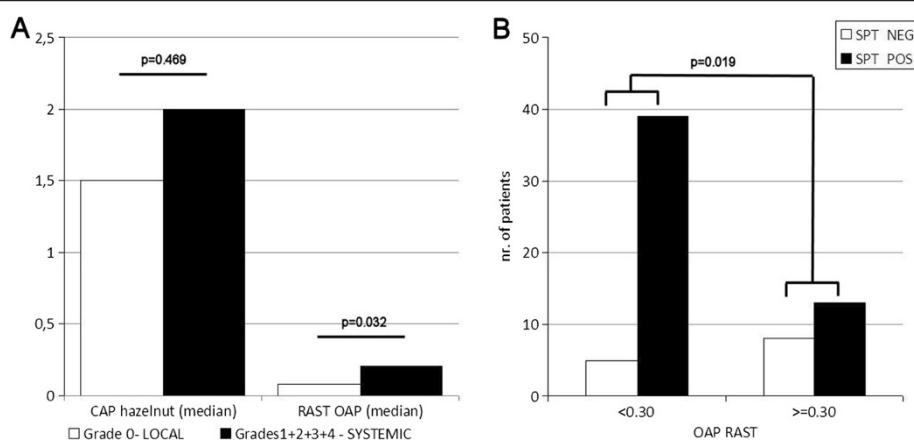 A
2,5
p=0.469
2
1,5
1
p=0.032
0,5
0
CAP hazelnut (median) RAST OAP (median)
Grade 0- LOCAL Grades1+2+3+4 - SYSTEMIC
B
50
SPT NEG
SPT POS
p=0.019
40
30
nr. of patients
20
10
0
<0.30 >=0.30
OAP RAST